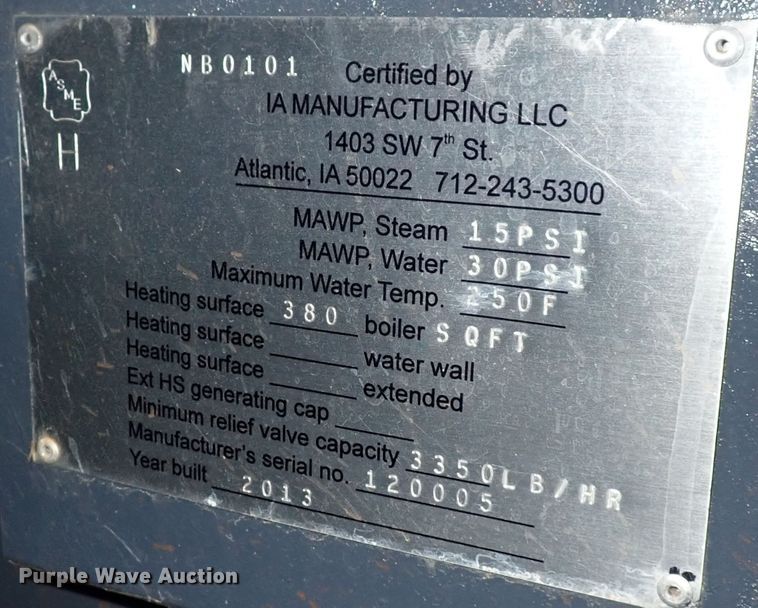 ASME
H
NB0101
Certified by
IA MANUFACTURING LLC
1403 SW 7th St.
Atlantic, IA 50022 712-243-5300
MAWP, Steam 15PSI
MAWP, Water 30PSI
Maximum Water Temp. 250F
Heating surface 380 boiler SQFT
Heating surface water wall
Heating surface extended
Ext HS generating cap
Minimum relief valve capacity 3350LB/HR
Manufacturer's serial no. 120005
Year built 2013
Purple Wave Auction